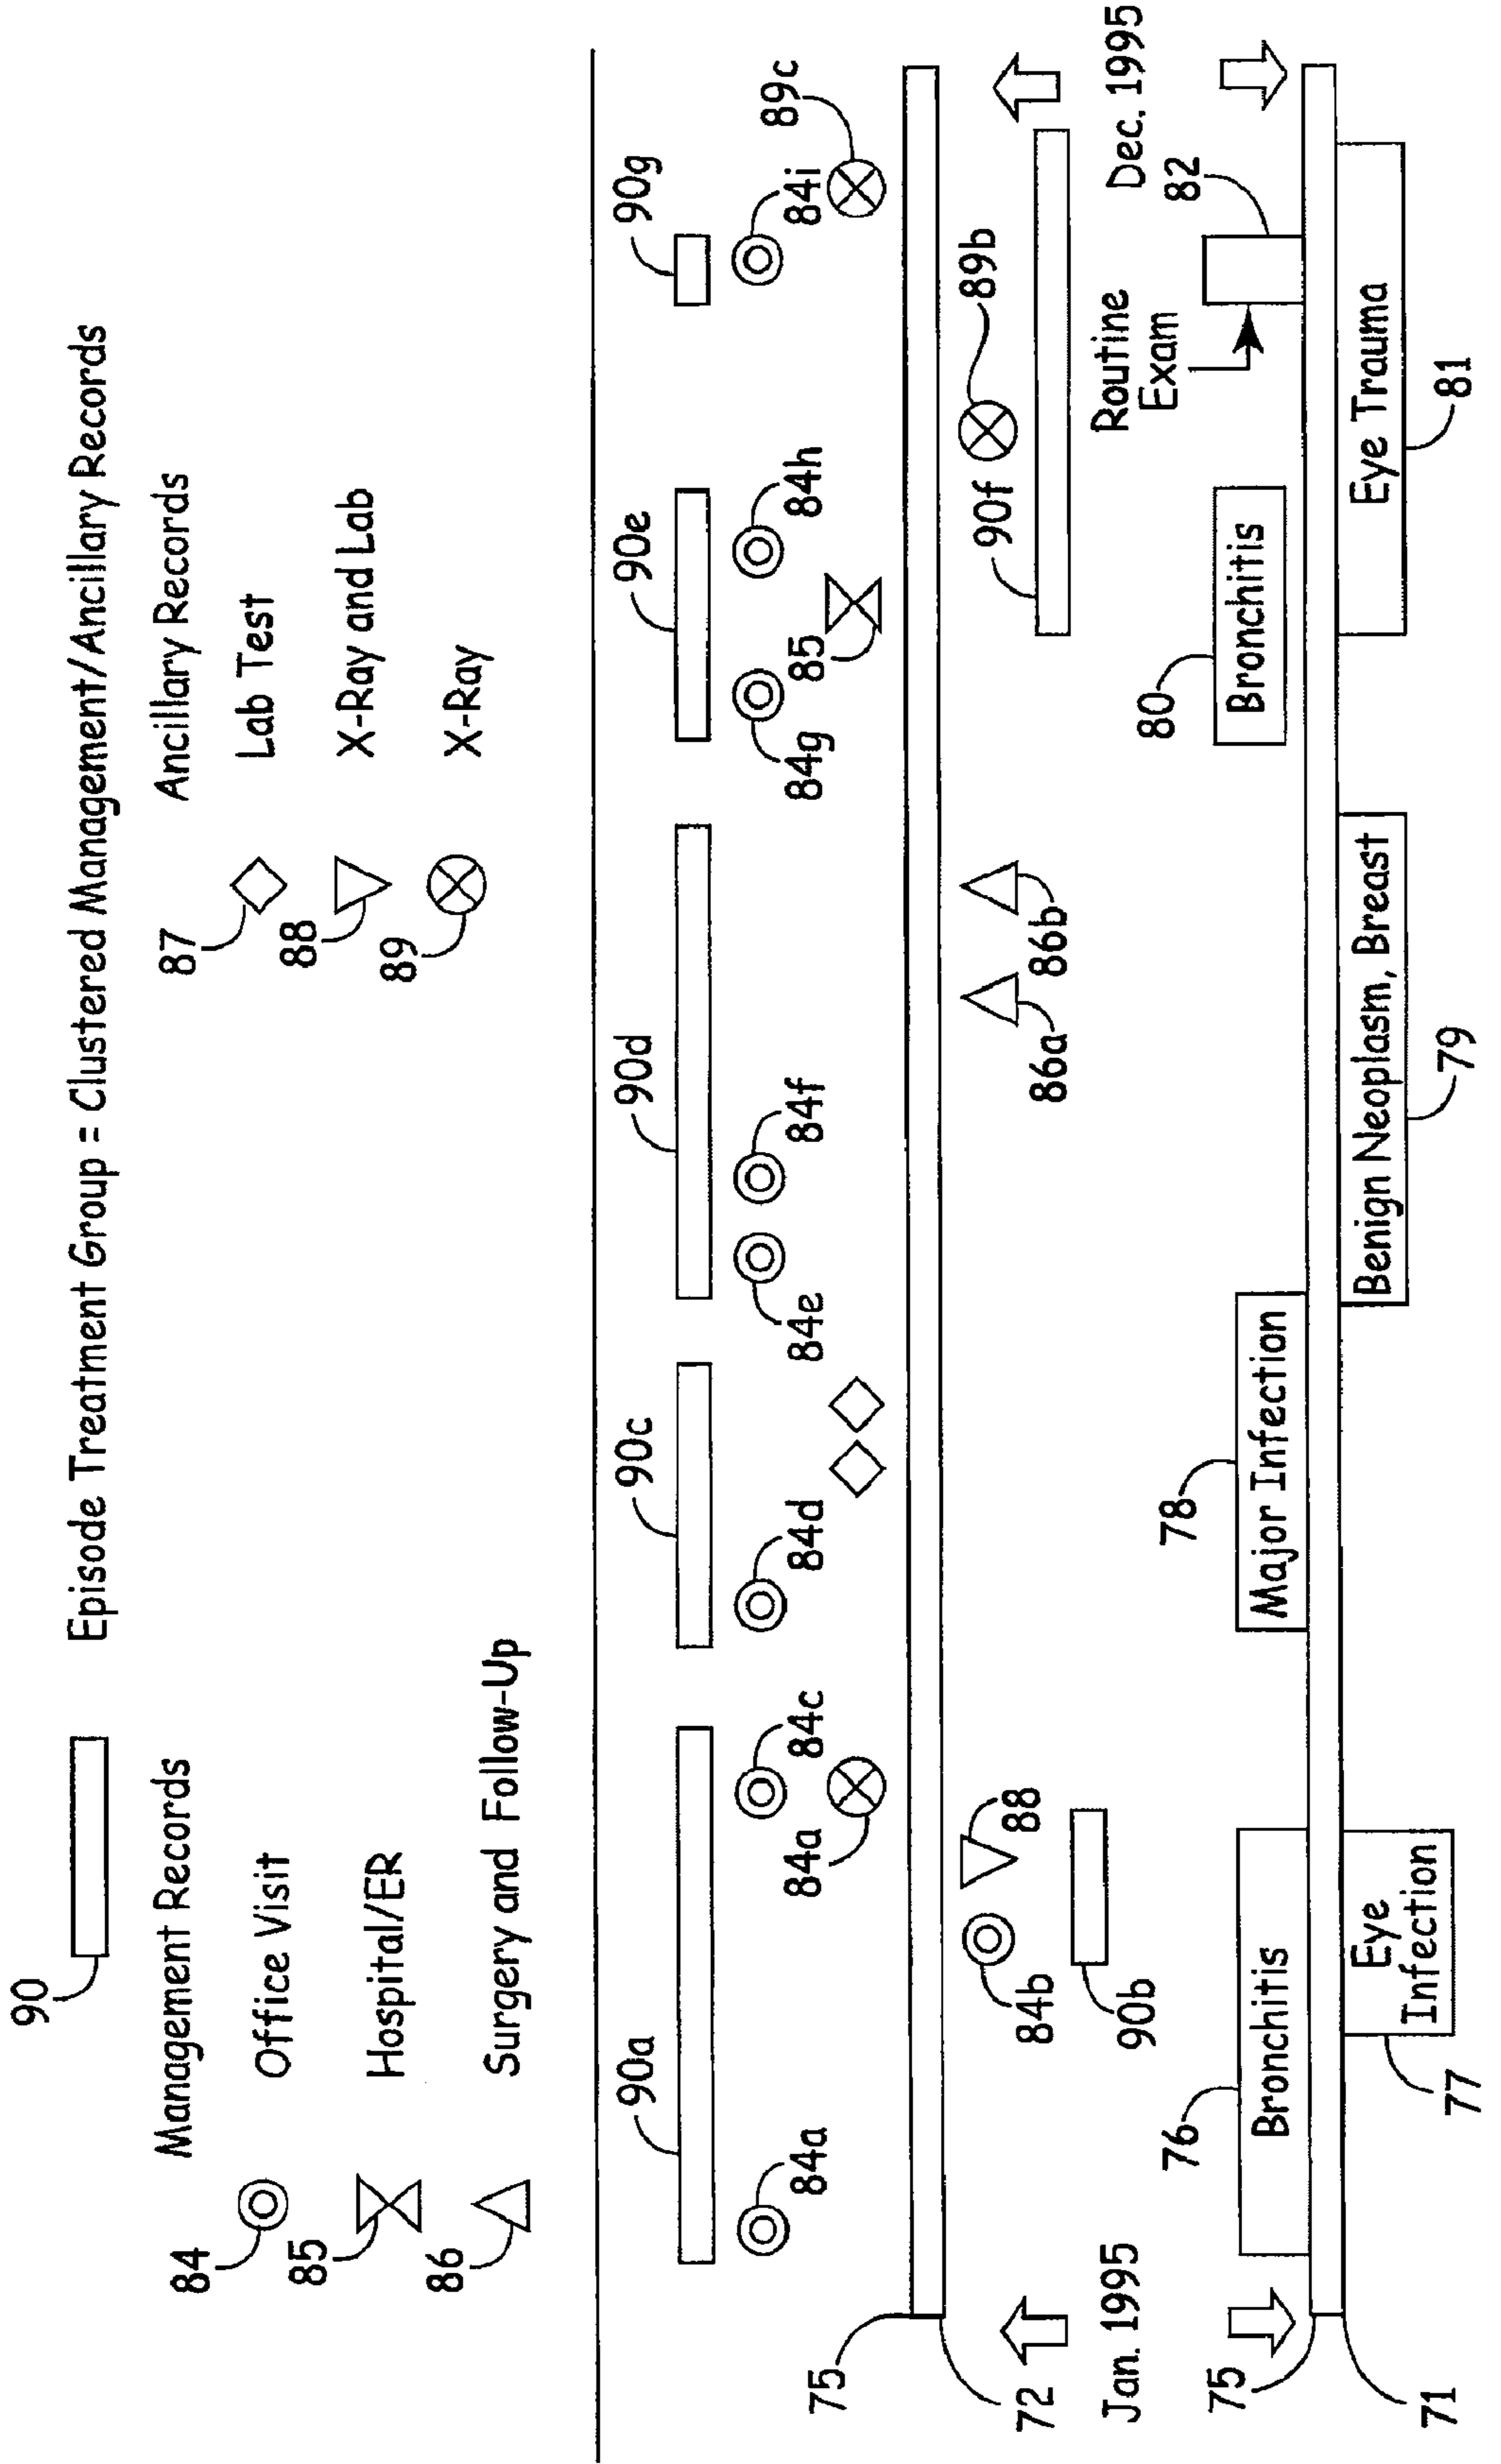 90 Episode Treatment Group = Clustered Management/Ancillary Records
Management Records
Ancillary Records
84 Office Visit
87 Lab Test
85 Hospital/ER
88 X-Ray and Lab
86 Surgery and Follow-Up
89 X-Ray
90a 90c 90d 90e 90g
84a 84c 84d 84e 84f 84g 84h 84i
84a 85 89c
75
72
84b 88 86a 86b 90f 89b
90b
Jan. 1995
Dec. 1995
Routine
Exam
75 76 78 80 82
Bronchitis
Major Infection
Bronchitis
71
Eye
Infection
Benign Neoplasm, Breast
Eye Trauma
77 79 81